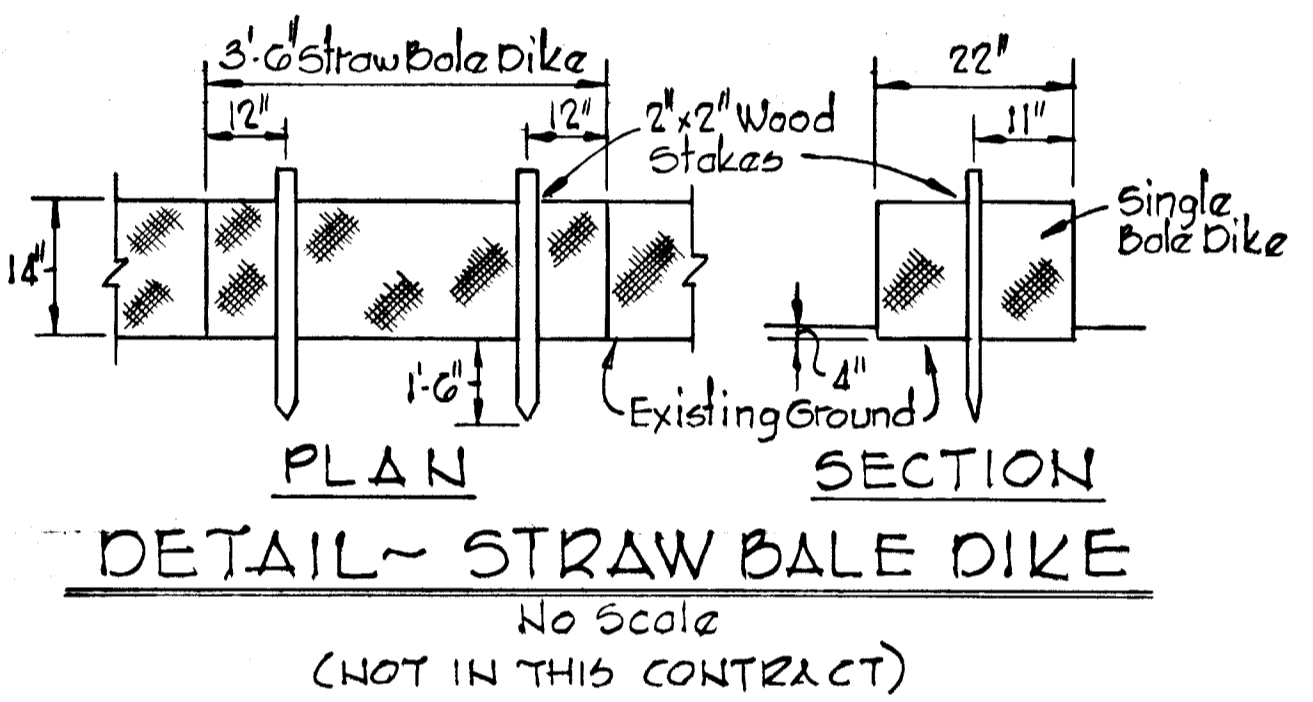 3'-6" Straw Bale Dike
22"
12"
12"
2"x2" Wood
Stakes
11"
14"
Single
Bale Dike
1'-6"
4"
Existing Ground
PLAN
SECTION
DETAIL~ STRAW BALE DIKE
No Scale
(NOT IN THIS CONTRACT)